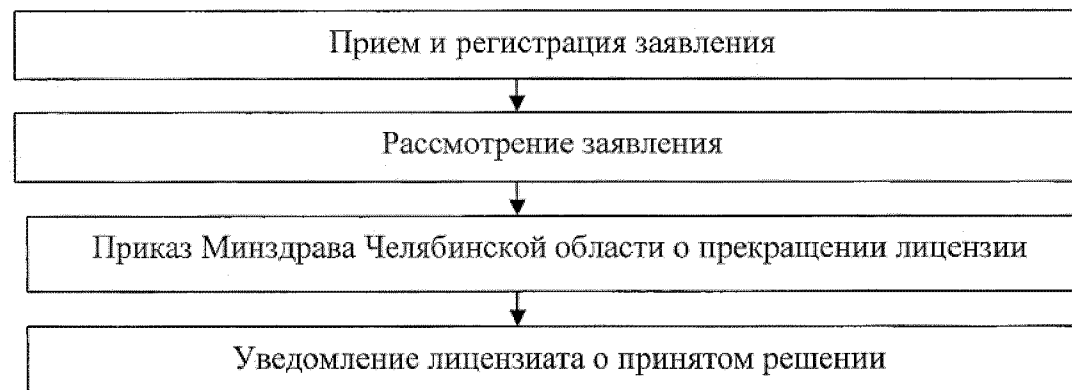 Прием и регистрация заявления
Рассмотрение заявления
Приказ Минздрава Челябинской области о прекращении лицензии
Уведомление лицензиата о принятом решении